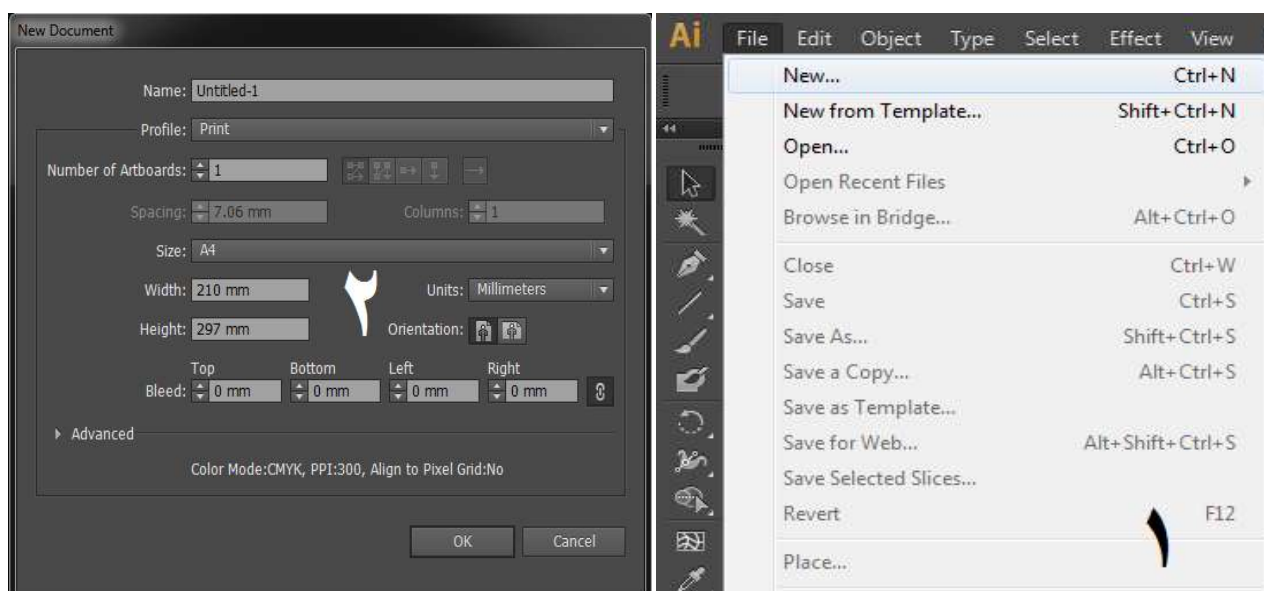 New Document
Name: Untitled-1
Profile: Print
Number of Artboards: 1
Spacing: 7.06 mm Columns: 1
Size: A4
Width: 210 mm Units: Millimeters
٢
Height: 297 mm Orientation:
Top Bottom Left Right
Bleed: 0 mm 0 mm 0 mm 0 mm
Advanced
Color Mode:CMYK, PPI:300, Align to Pixel Grid:No
OK Cancel
Ai File Edit Object Type Select Effect View
New... Ctrl+N
New from Template... Shift+Ctrl+N
Open... Ctrl+O
Open Recent Files
Browse in Bridge... Alt+Ctrl+O
Close Ctrl+W
Save Ctrl+S
Save As... Shift+Ctrl+S
Save a Copy... Alt+Ctrl+S
Save as Template...
Save for Web... Alt+Shift+Ctrl+S
Save Selected Slices...
Revert F12
١
Place...